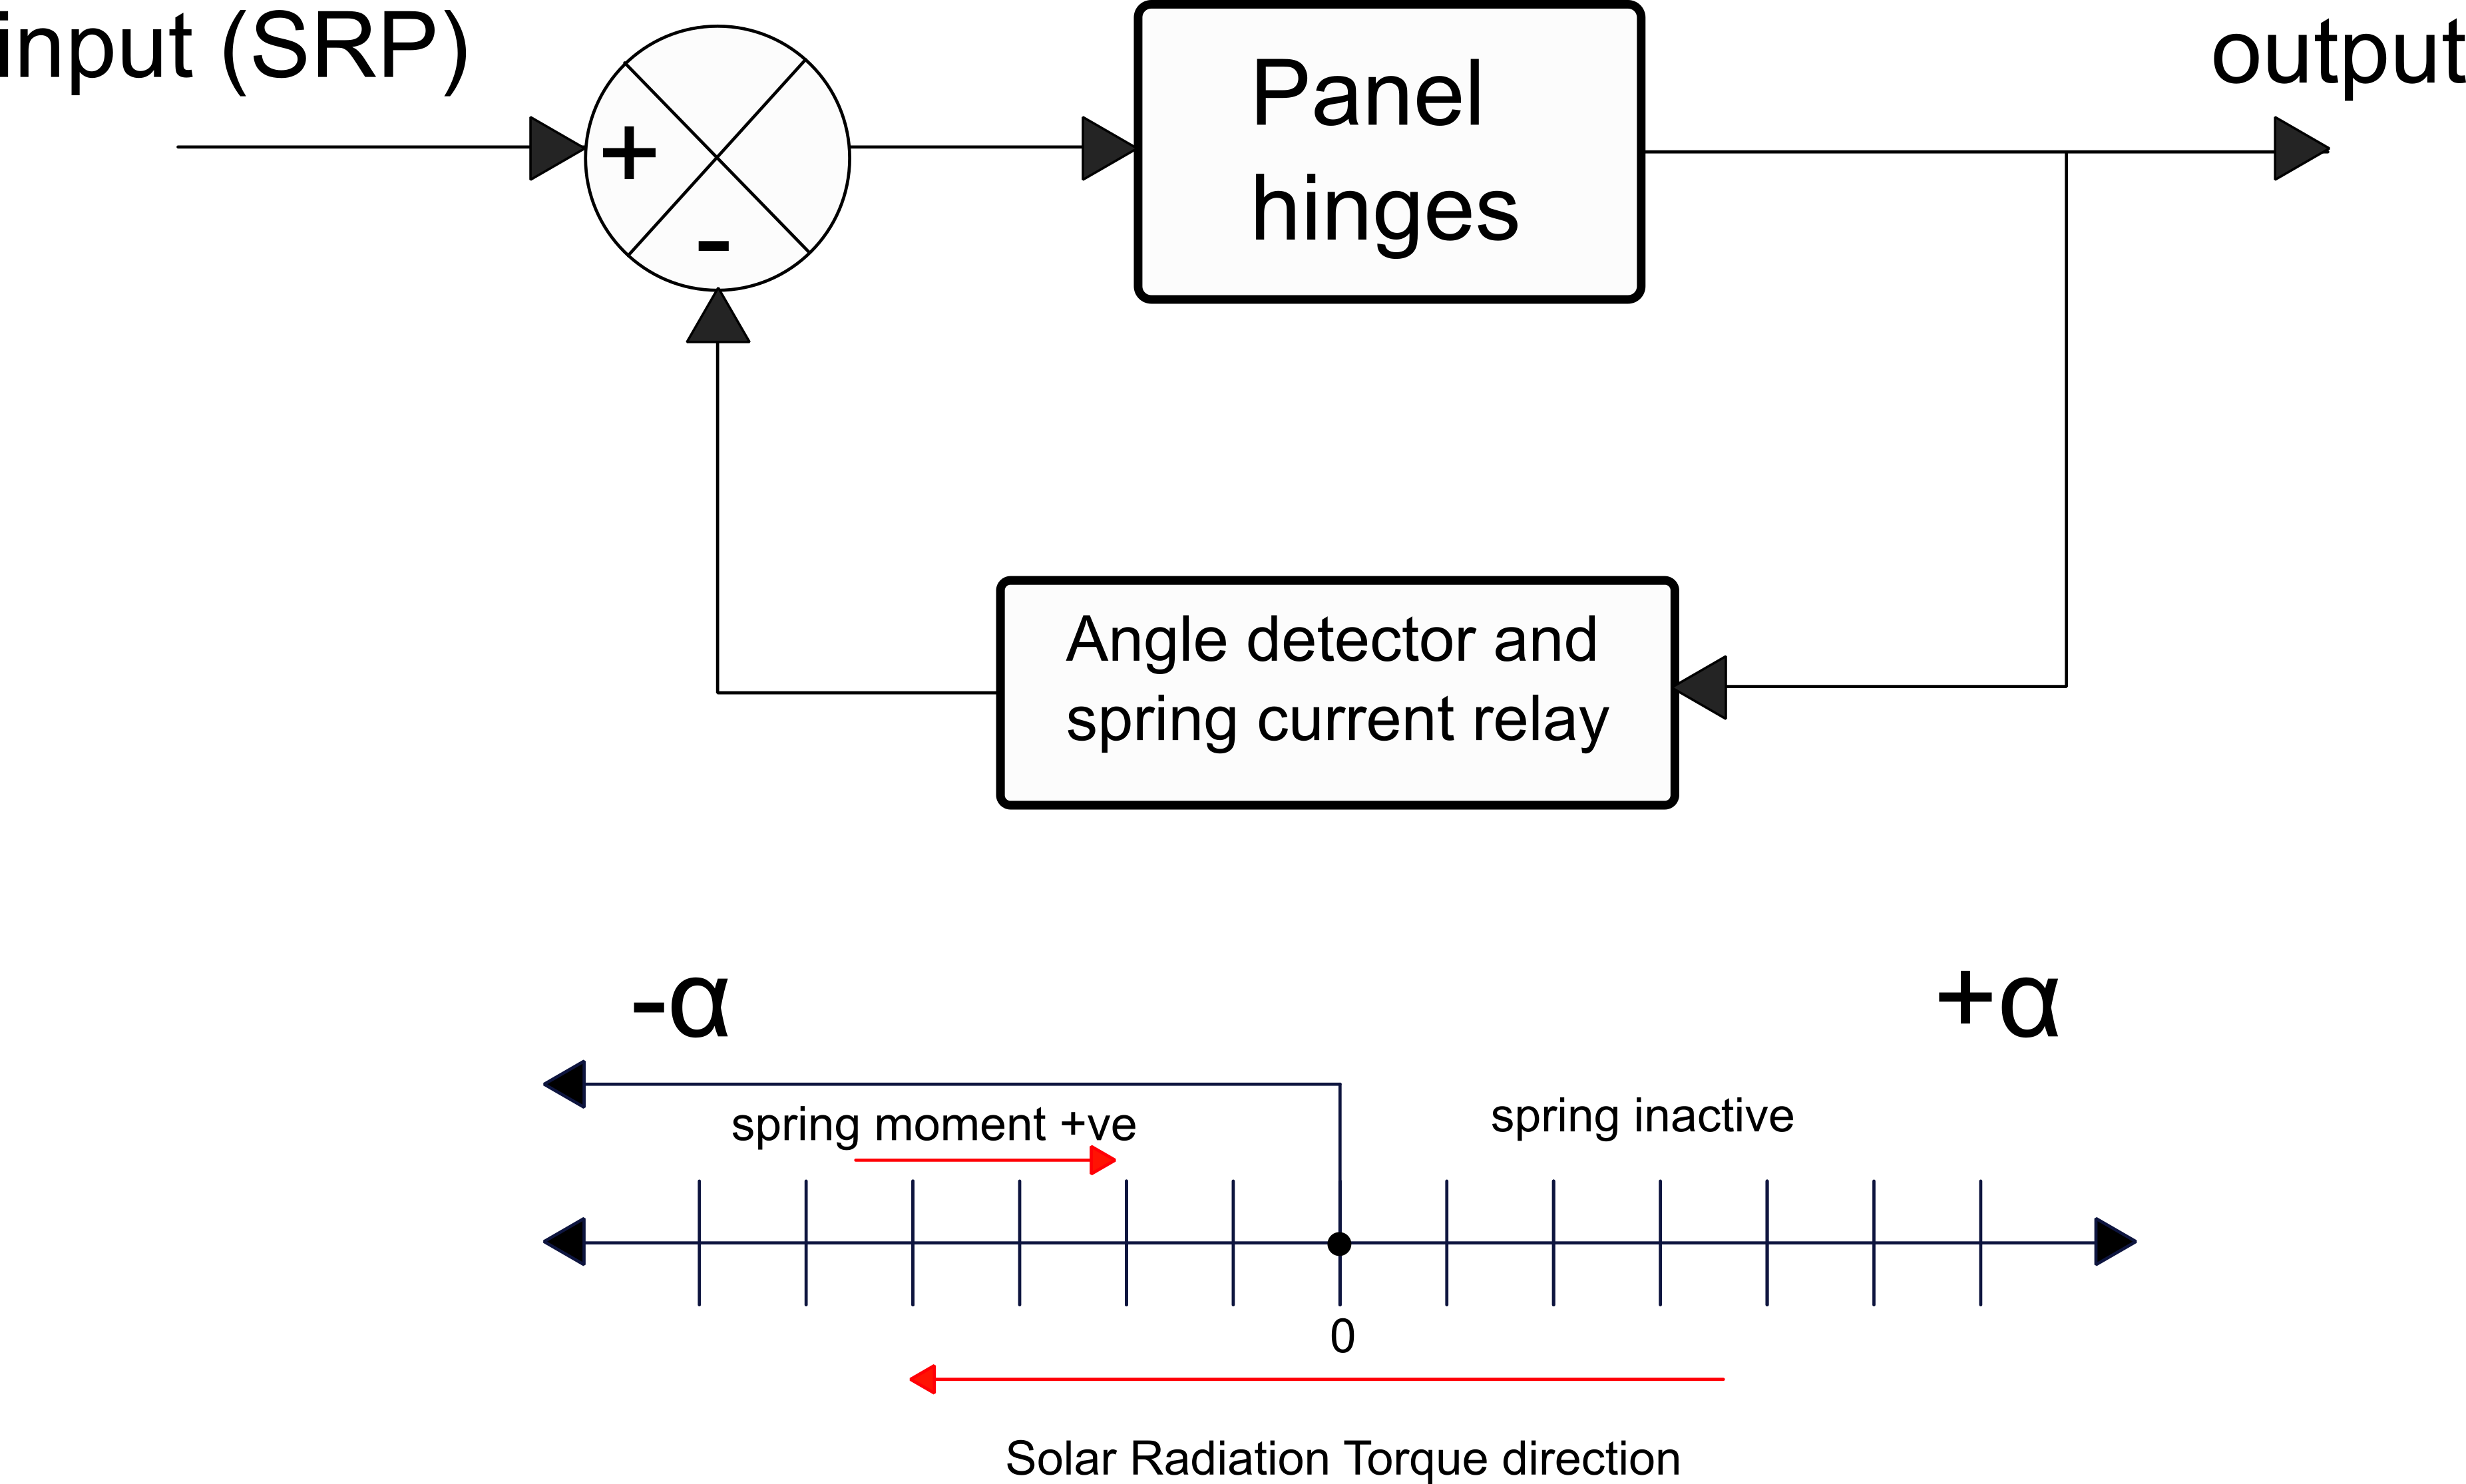 input (SRP)
output
+
-
Panel
hinges
Angle detector and
spring current relay
-α
+α
spring moment +ve
spring inactive
0
Solar Radiation Torque direction